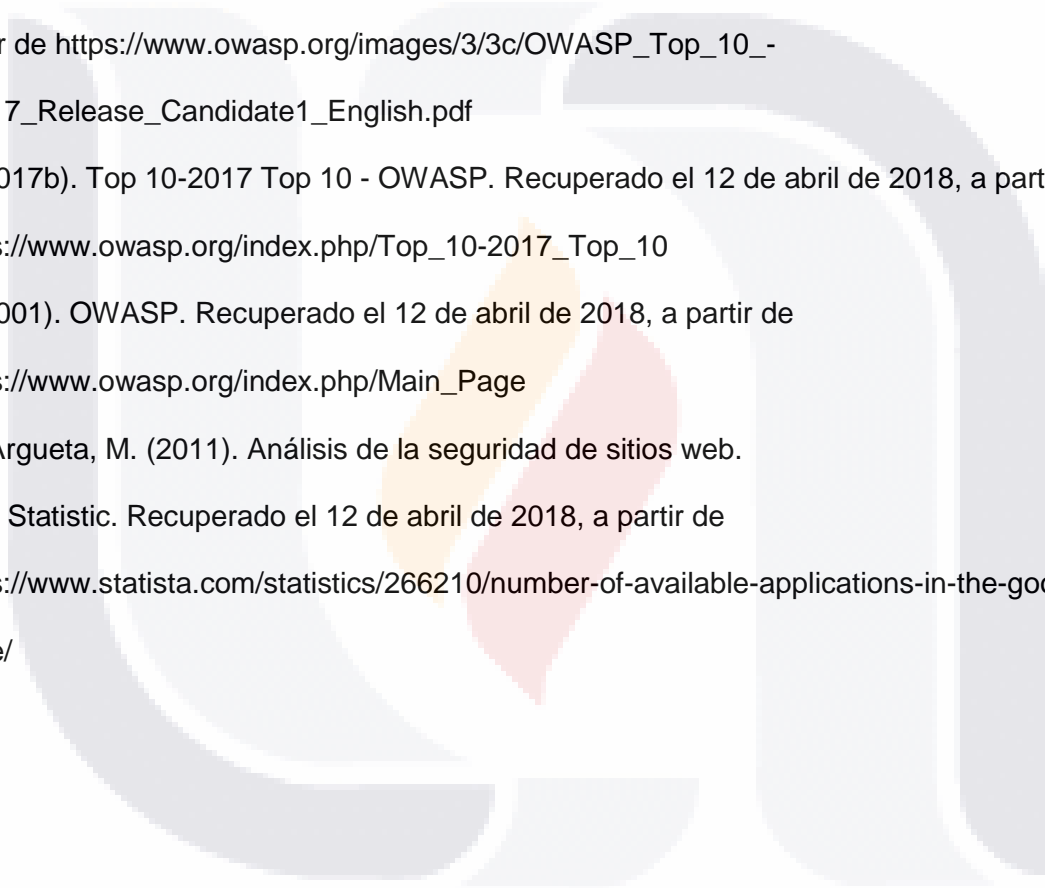 r de https://www.owasp.org/images/3/3c/OWASP_Top_10_-
7_Release_Candidate1_English.pdf
017b). Top 10-2017 Top 10 - OWASP. Recuperado el 12 de abril de 2018, a part
s://www.owasp.org/index.php/Top_10-2017_Top_10
001). OWASP. Recuperado el 12 de abril de 2018, a partir de
s://www.owasp.org/index.php/Main_Page
Argueta, M. (2011). Análisis de la seguridad de sitios web.
Statistic. Recuperado el 12 de abril de 2018, a partir de
s://www.statista.com/statistics/266210/number-of-available-applications-in-the-goo
e/